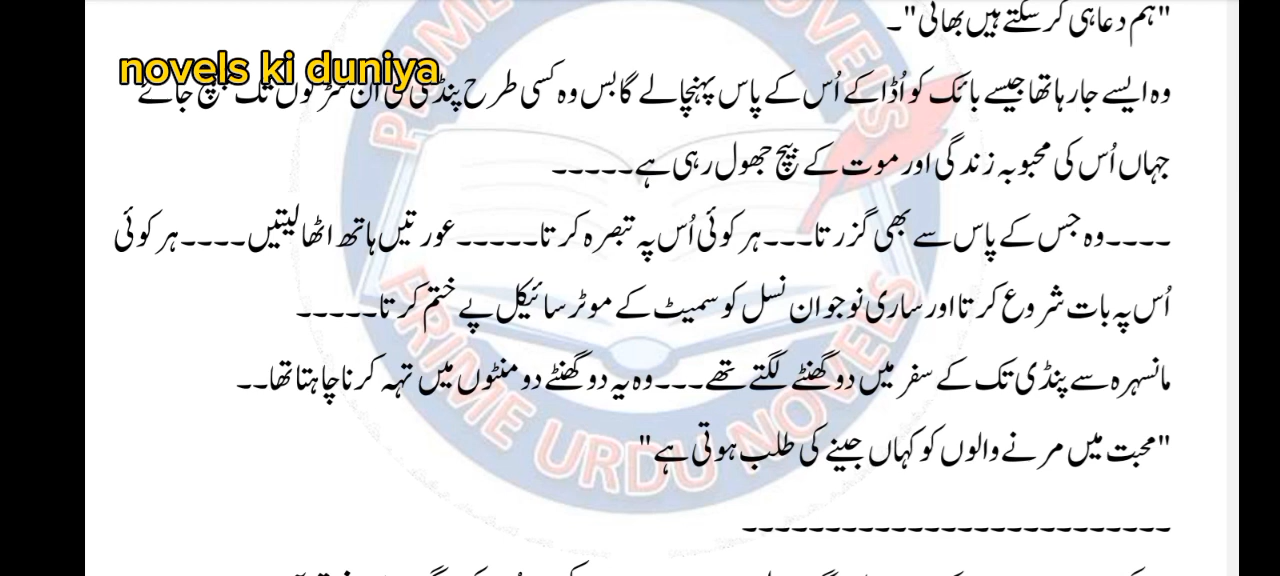 "ہم دعا ہی کر سکتے ہیں بھائی"۔
novels ki duniya
وہ ایسے جا رہا تھا جیسے بائک کو اُڈا کے اُس کے پاس پہنچالے گا بس وہ کسی طرح پنڈی کی ان سڑکوں تک پہنچ جائے
جہاں اُس کی محبوبہ زندگی اور موت کے بیچ جھول رہی ہے۔۔۔۔۔
۔۔۔۔وہ جس کے پاس سے بھی گزرتا۔۔۔ہر کوئی اُس پہ تبصرہ کرتا۔۔۔۔۔عورتیں ہاتھ اٹھا لیتیں۔۔۔۔ہر کوئی
اُس پہ بات شروع کرتا اور ساری نوجوان نسل کو سمیٹ کے موٹر سائیکل پے ختم کرتا۔۔۔۔۔
مانسہرہ سے پنڈی تک کے سفر میں دو گھنٹے لگتے تھے۔۔۔وہ یہ دو گھنٹے دو منٹوں میں تہہ کرنا چاہتا تھا۔۔
"محبت میں مرنے والوں کو کہاں جینے کی طلب ہوتی ہے"
۔۔۔۔۔۔۔۔۔۔۔۔۔۔۔۔۔۔۔۔۔۔۔۔۔۔۔
PRIME URDU NOVELS